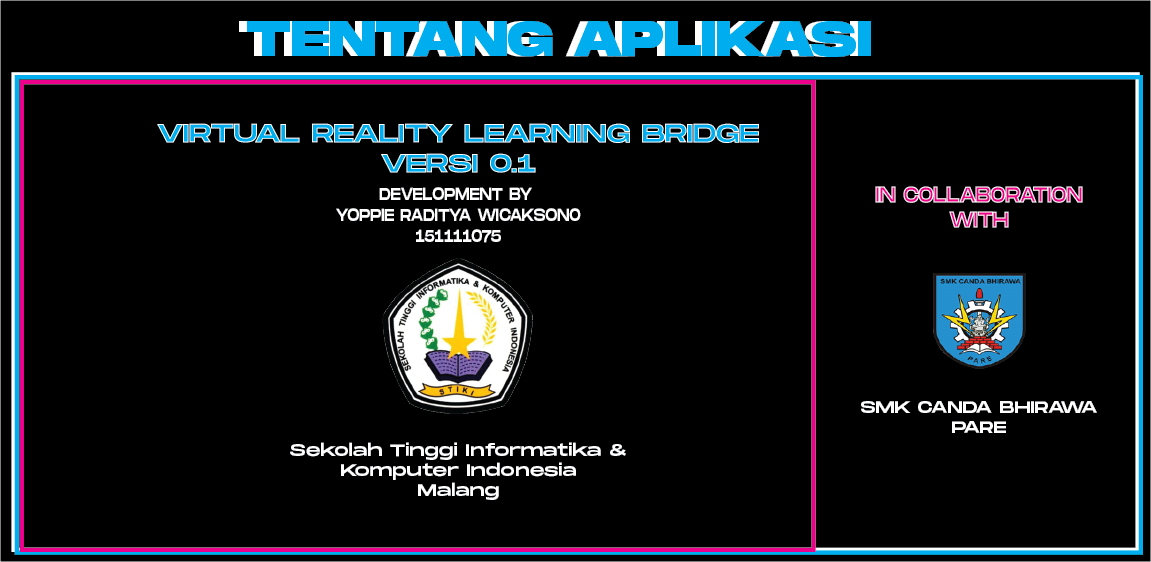 TENTANG APLIKASI
VIRTUAL REALITY LEARNING BRIDGE
VERSI 0.1
DEVELOPMENT BY
YOPPIE RADITYA WICAKSONO
151111075
SEKOLAH TINGGI INFORMATIKA & KOMPUTER INDONESIA
STIKI
Sekolah Tinggi Informatika &
Komputer Indonesia
Malang
IN COLLABORATION
WITH
SMK CANDA BHIRAWA
PARE
SMK CANDA BHIRAWA
PARE